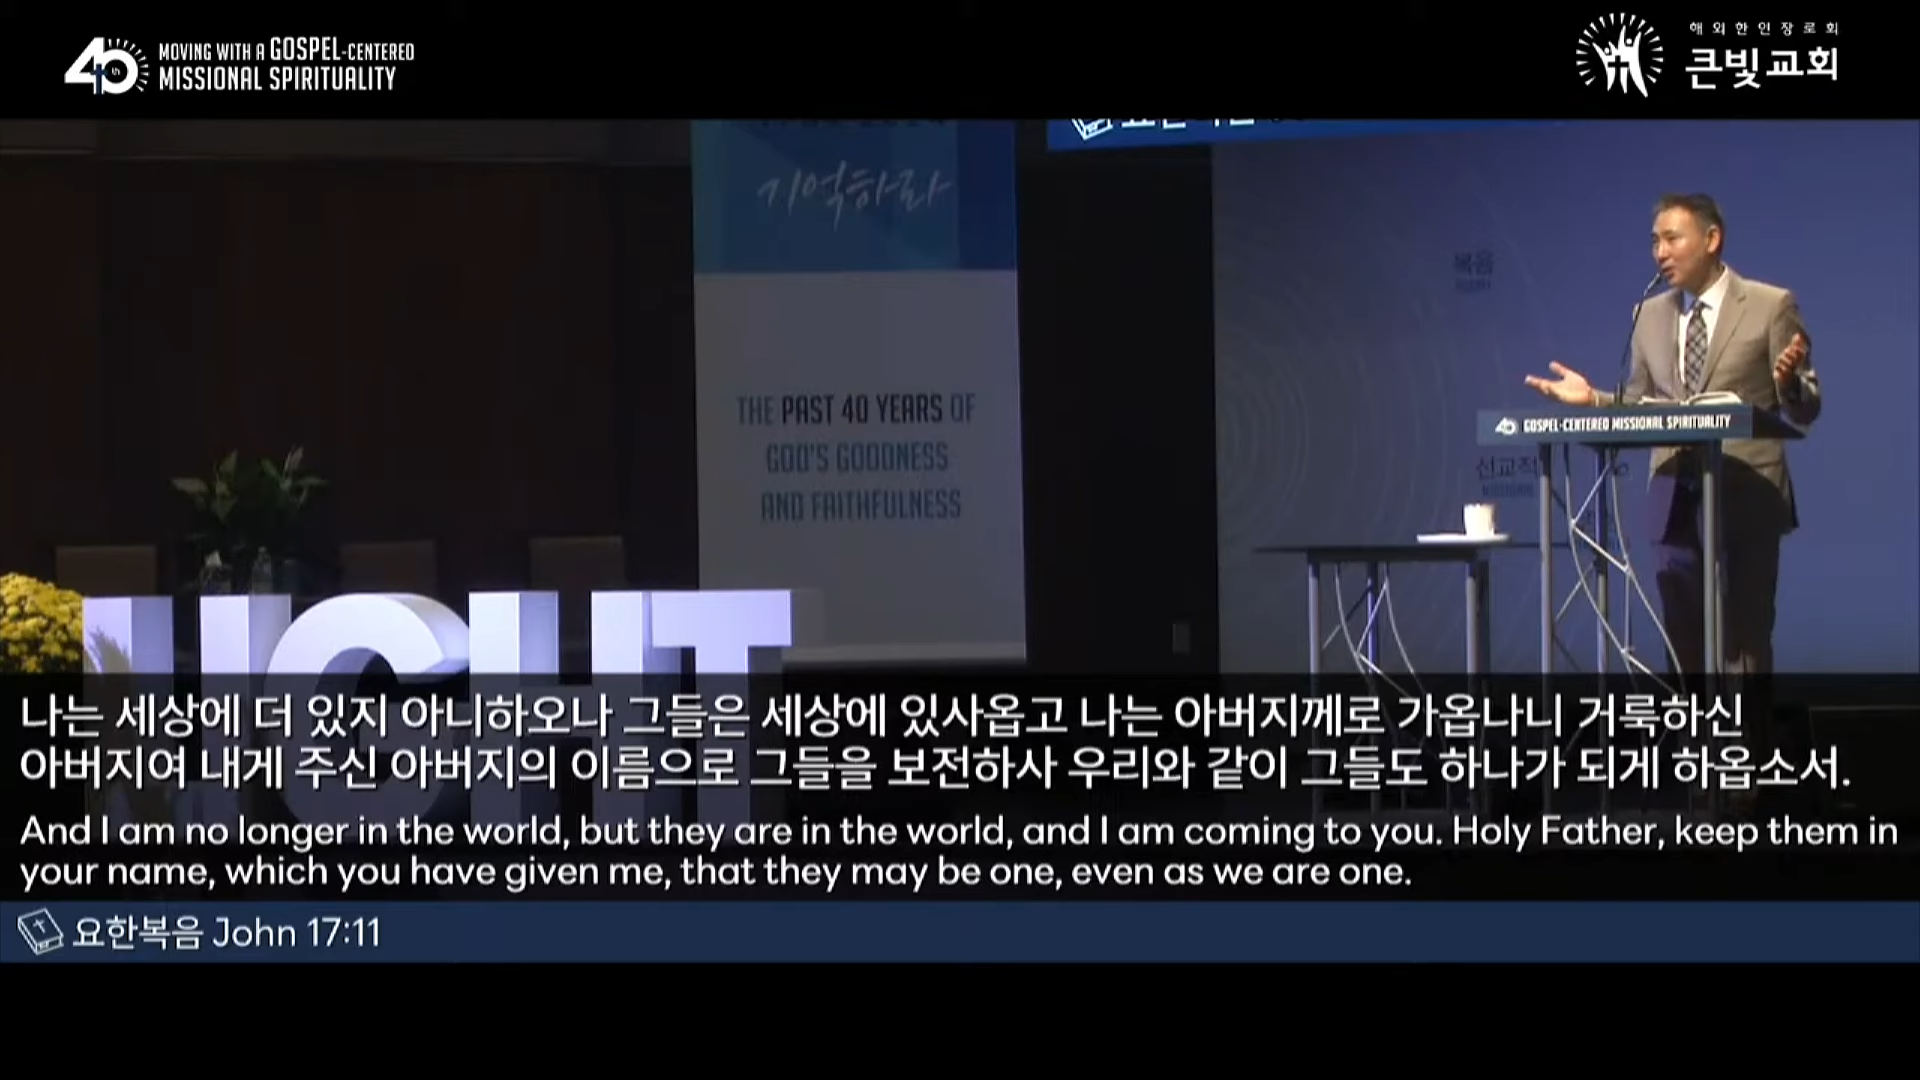 40th
MOVING WITH A GOSPEL-CENTERED
MISSIONAL SPIRITUALITY
해외한인장로회
큰빛교회
기억하라
THE PAST 40 YEARS OF
GOD'S GOODNESS
AND FAITHFULNESS
복음
40 GOSPEL-CENTERED MISSIONAL SPIRITUALITY
선교적
LIGHT
나는 세상에 더 있지 아니하오나 그들은 세상에 있사옵고 나는 아버지께로 가옵나니 거룩하신
아버지여 내게 주신 아버지의 이름으로 그들을 보전하사 우리와 같이 그들도 하나가 되게 하옵소서.
And I am no longer in the world, but they are in the world, and I am coming to you. Holy Father, keep them in
your name, which you have given me, that they may be one, even as we are one.
요한복음 John 17:11